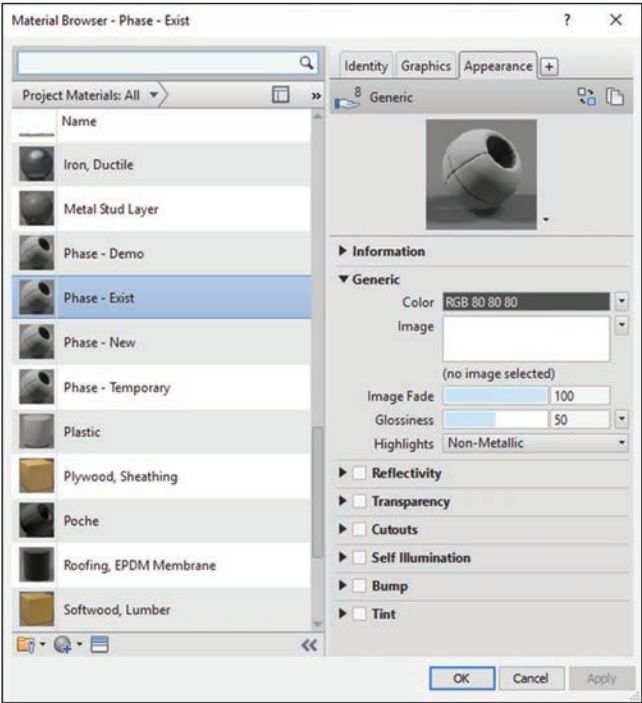 Material Browser - Phase - Exist
? ×
Project Materials: All
»
Name
Iron, Ductile
Metal Stud Layer
Phase - Demo
Phase - Exist
Phase - New
Phase - Temporary
Plastic
Plywood, Sheathing
Poche
Roofing, EPDM Membrane
Softwood, Lumber
«
Identity Graphics Appearance +
8 Generic
Information
Generic
Color RGB 80 80 80
Image
(no image selected)
Image Fade 100
Glossiness 50
Highlights Non-Metallic
Reflectivity
Transparency
Cutouts
Self Illumination
Bump
Tint
OK Cancel Apply